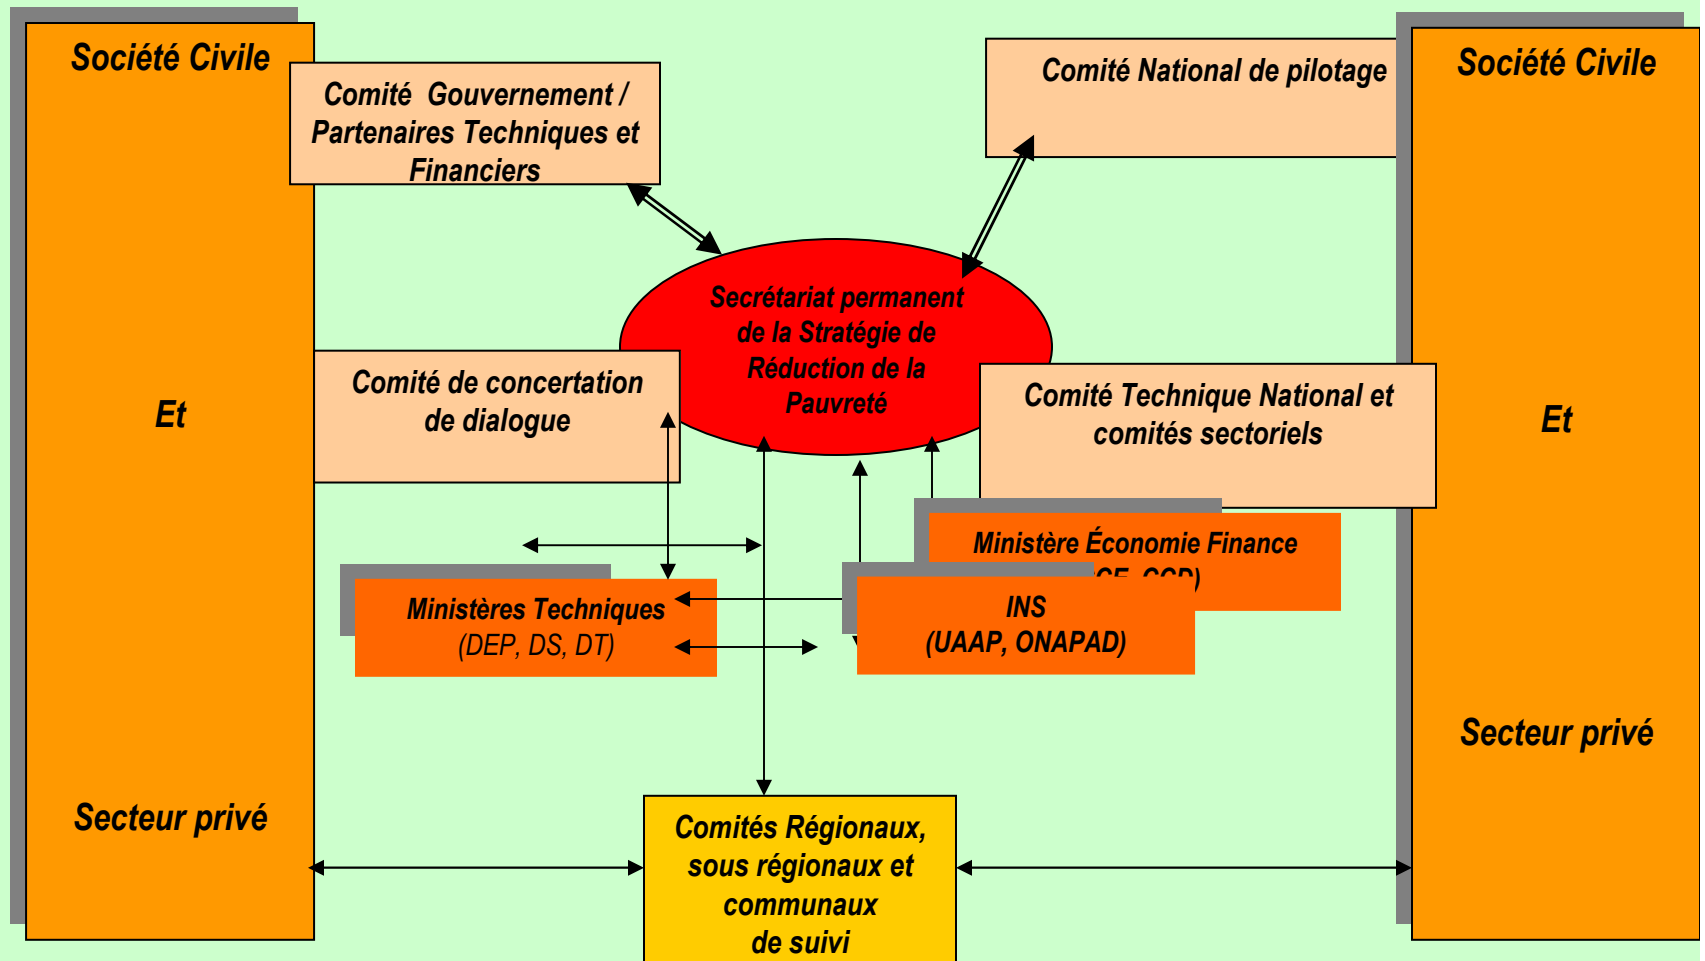 Société Civile
Et
Secteur privé
Comité Gouvernement /
Partenaires Techniques et
Financiers
Comité National de pilotage
Secrétariat permanent
de la Stratégie de
Réduction de la
Pauvreté
Comité de concertation
de dialogue
Comité Technique National et
comités sectoriels
Ministère Économie Finance
Ministères Techniques
(DEP, DS, DT)
INS
(UAAP, ONAPAD)
Comités Régionaux,
sous régionaux et
communaux
de suivi
Société Civile
Et
Secteur privé